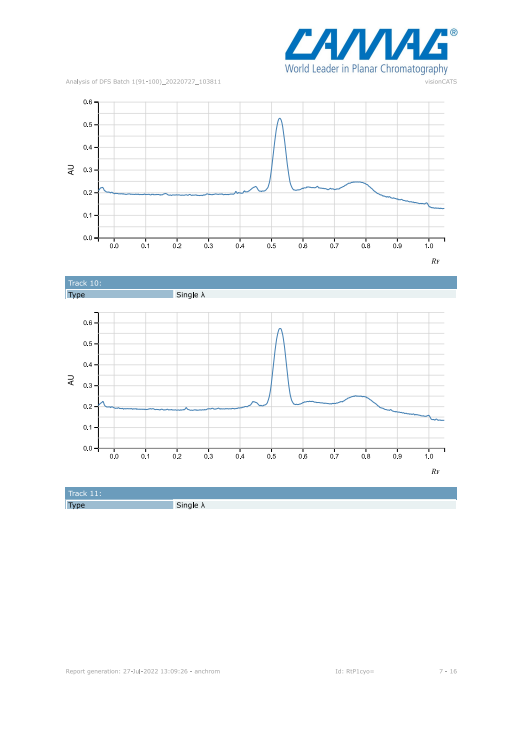 CAMAG®
World Leader in Planar Chromatography
Analysis of DFS Batch 1(91-100)_20220727_103811 visionCATS
0.6
0.5
0.4
0.3
0.2
0.1
0.0
AU
0.0 0.1 0.2 0.3 0.4 0.5 0.6 0.7 0.8 0.9 1.0
RF
Track 10:
Type Single λ
0.6
0.5
0.4
0.3
0.2
0.1
0.0
AU
0.0 0.1 0.2 0.3 0.4 0.5 0.6 0.7 0.8 0.9 1.0
RF
Track 11:
Type Single λ
Report generation: 27-Jul-2022 13:09:26 - anchrom Id: RtP1cyo= 7 - 16